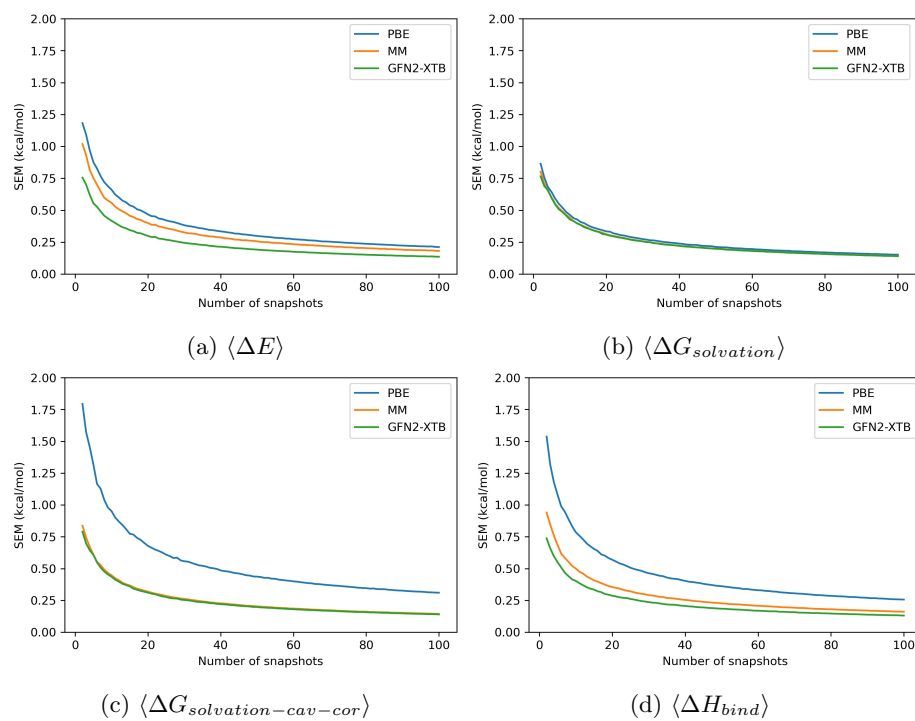 2.00
1.75
1.50
1.25
1.00
0.75
0.50
0.25
0.00
SEM (kcal/mol)
0 20 40 60 80 100
Number of snapshots
PBE
MM
GFN2-XTB
(a) ⟨ΔE⟩
2.00
1.75
1.50
1.25
1.00
0.75
0.50
0.25
0.00
SEM (kcal/mol)
0 20 40 60 80 100
Number of snapshots
PBE
MM
GFN2-XTB
(b) ⟨ΔG_{solvation}⟩
2.00
1.75
1.50
1.25
1.00
0.75
0.50
0.25
0.00
SEM (kcal/mol)
0 20 40 60 80 100
Number of snapshots
PBE
MM
GFN2-XTB
(c) ⟨ΔG_{solvation−cav−cor}⟩
2.00
1.75
1.50
1.25
1.00
0.75
0.50
0.25
0.00
SEM (kcal/mol)
0 20 40 60 80 100
Number of snapshots
PBE
MM
GFN2-XTB
(d) ⟨ΔH_{bind}⟩